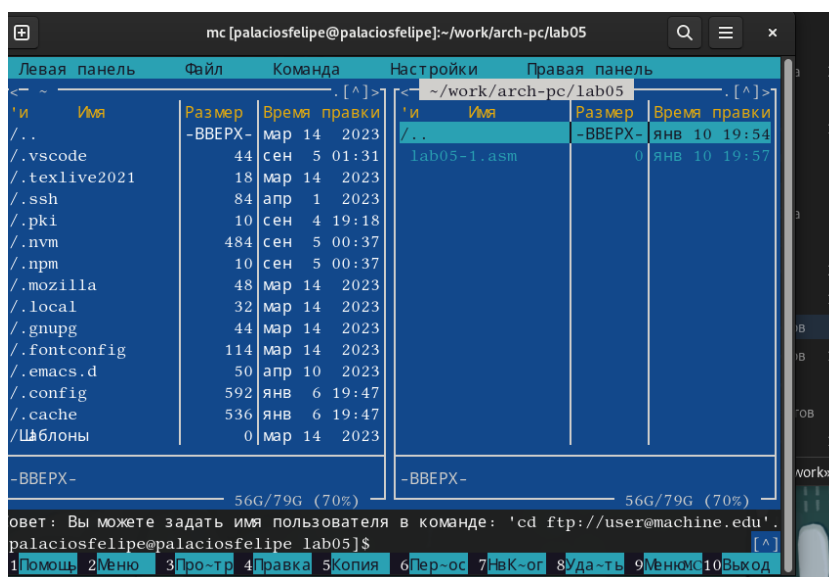 mc [palaciosfelipe@palaciosfelipe]:~/work/arch-pc/lab05
Левая панель Файл Команда Настройки Правая панель
<— ~ .[^]>
'и Имя Размер Время правки
/.. -ВВЕРХ- мар 14 2023
/.vscode 44 сен 5 01:31
/.texlive2021 18 мар 14 2023
/.ssh 84 апр 1 2023
/.pki 10 сен 4 19:18
/.nvm 484 сен 5 00:37
/.npm 10 сен 5 00:37
/.mozilla 48 мар 14 2023
/.local 32 мар 14 2023
/.gnupg 44 мар 14 2023
/.fontconfig 114 мар 14 2023
/.emacs.d 50 апр 10 2023
/.config 592 янв 6 19:47
/.cache 536 янв 6 19:47
/Шаблоны 0 мар 14 2023
-ВВЕРХ-
56G/79G (70%)
<— ~/work/arch-pc/lab05 .[^]>
'и Имя Размер Время правки
/.. -ВВЕРХ- янв 10 19:54
lab05-1.asm 0 янв 10 19:57
-ВВЕРХ-
56G/79G (70%)
овет: Вы можете задать имя пользователя в команде: 'cd ftp://user@machine.edu'.
palaciosfelipe@palaciosfelipe lab05]$ [^]
1Помощь 2Меню 3Про~тр 4Правка 5Копия 6Пер~ос 7НвК~ог 8Уда~ть 9МенюMC 10Выход